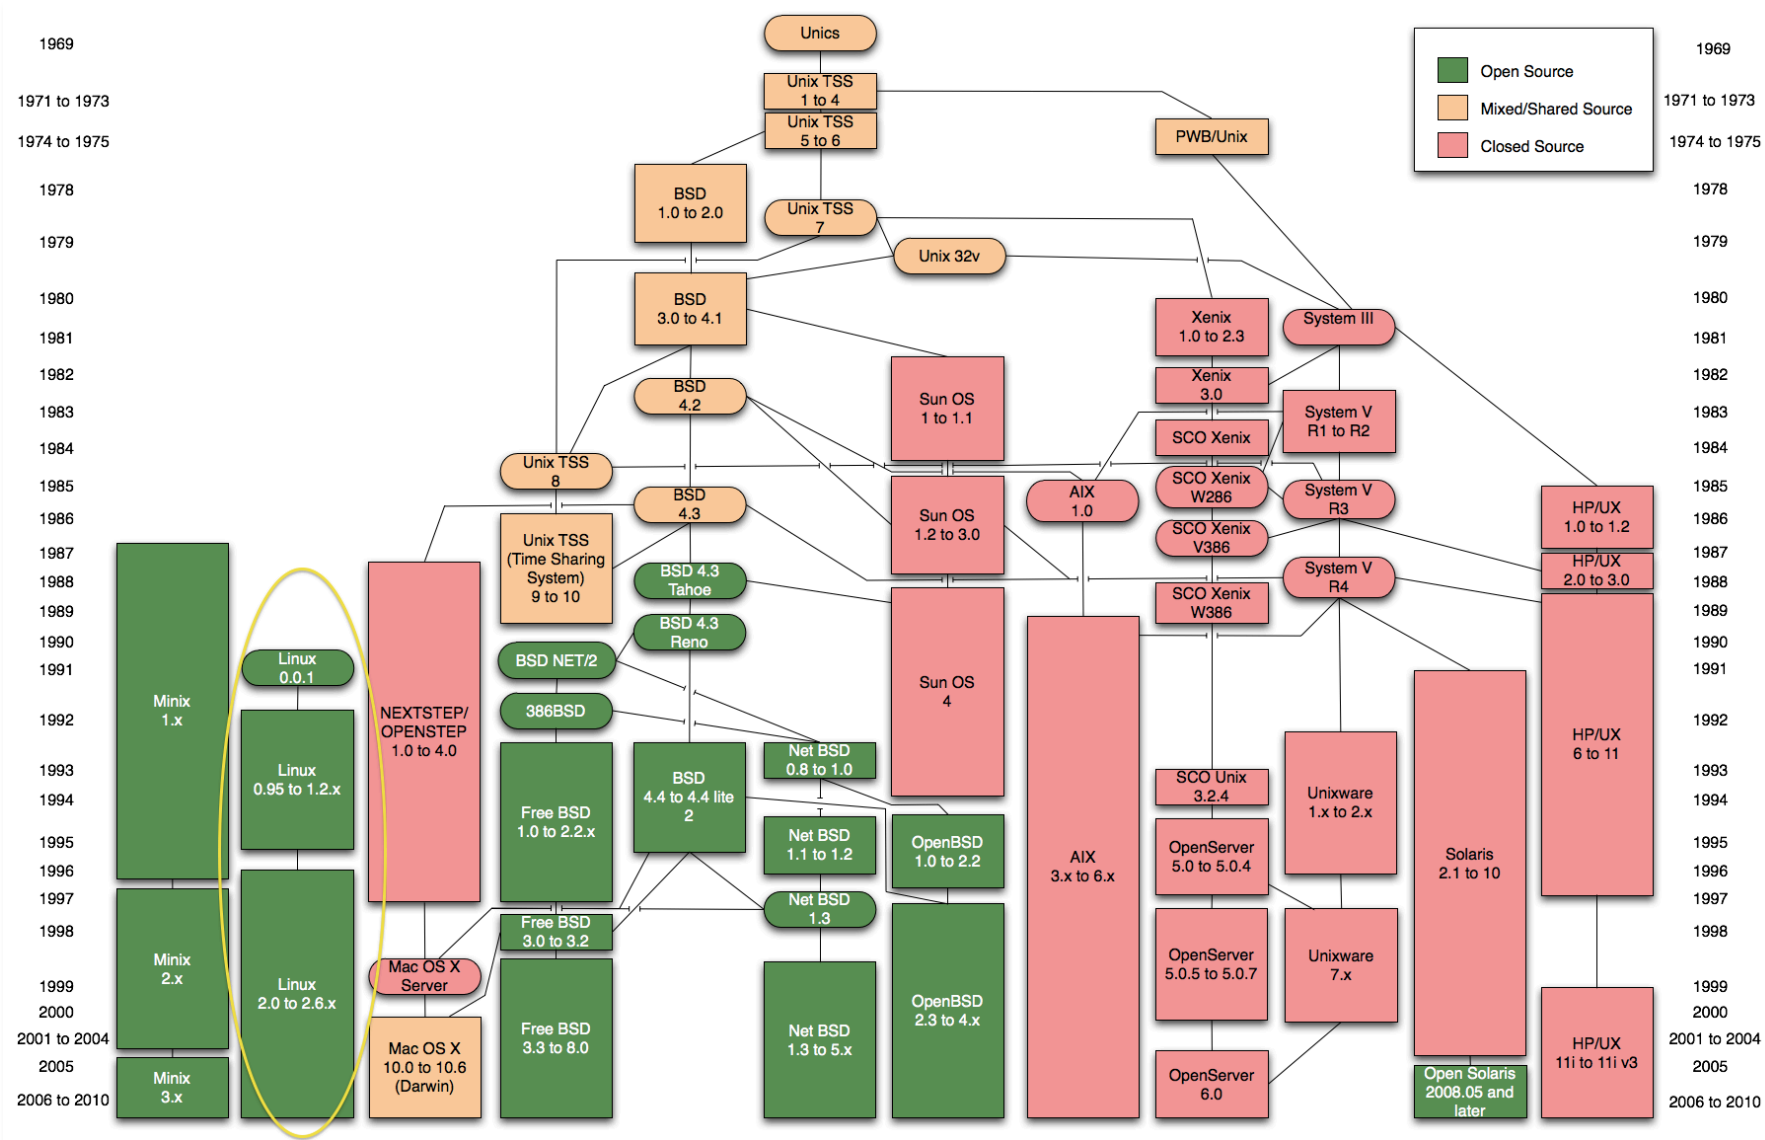 1969
1971 to 1973
1974 to 1975
1978
1979
1980
1981
1982
1983
1984
1985
1986
1987
1988
1989
1990
1991
1992
1993
1994
1995
1996
1997
1998
1999
2000
2001 to 2004
2005
2006 to 2010
Minix
1.x
Minix
2.x
Minix
3.x
Linux
0.0.1
Linux
0.95 to 1.2.x
Linux
2.0 to 2.6.x
NEXTSTEP/
OPENSTEP
1.0 to 4.0
Mac OS X
Server
Mac OS X
10.0 to 10.6
(Darwin)
Unix TSS
8
Unix TSS
(Time Sharing
System)
9 to 10
BSD NET/2
386BSD
Free BSD
1.0 to 2.2.x
Free BSD
3.0 to 3.2
Free BSD
3.3 to 8.0
BSD
1.0 to 2.0
BSD
3.0 to 4.1
BSD
4.2
BSD
4.3
BSD 4.3
Tahoe
BSD 4.3
Reno
BSD
4.4 to 4.4 lite
2
Unics
Unix TSS
1 to 4
Unix TSS
5 to 6
Unix TSS
7
Net BSD
0.8 to 1.0
Net BSD
1.1 to 1.2
Net BSD
1.3
Net BSD
1.3 to 5.x
Unix 32v
Sun OS
1 to 1.1
Sun OS
1.2 to 3.0
Sun OS
4
OpenBSD
1.0 to 2.2
OpenBSD
2.3 to 4.x
AIX
1.0
AIX
3.x to 6.x
PWB/Unix
Xenix
1.0 to 2.3
Xenix
3.0
SCO Xenix
SCO Xenix
W286
SCO Xenix
V386
SCO Xenix
W386
SCO Unix
3.2.4
OpenServer
5.0 to 5.0.4
OpenServer
5.0.5 to 5.0.7
OpenServer
6.0
System III
System V
R1 to R2
System V
R3
System V
R4
Unixware
1.x to 2.x
Unixware
7.x
Solaris
2.1 to 10
Open Solaris
2008.05 and
later
HP/UX
1.0 to 1.2
HP/UX
2.0 to 3.0
HP/UX
6 to 11
HP/UX
11i to 11i v3
Open Source
Mixed/Shared Source
Closed Source
1969
1971 to 1973
1974 to 1975
1978
1979
1980
1981
1982
1983
1984
1985
1986
1987
1988
1989
1990
1991
1992
1993
1994
1995
1996
1997
1998
1999
2000
2001 to 2004
2005
2006 to 2010